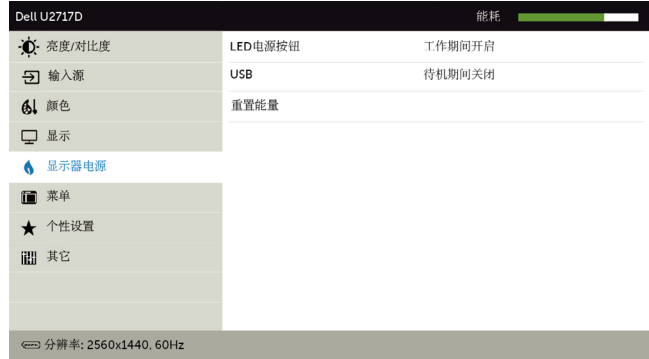 Dell U2717D 能耗
亮度/对比度 LED电源按钮 工作期间开启
输入源 USB 待机期间关闭
颜色 重置能量
显示
显示器电源
菜单
个性设置
其它
分辨率: 2560x1440, 60Hz